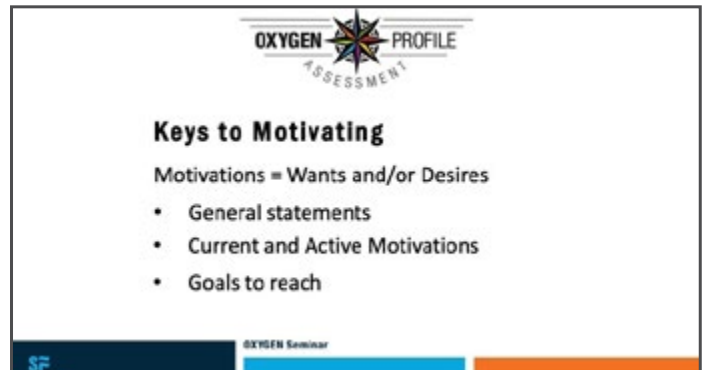 OXYGEN PROFILE
ASSESSMENT
Keys to Motivating
Motivations = Wants and/or Desires
• General statements
• Current and Active Motivations
• Goals to reach
OXYGEN Seminar